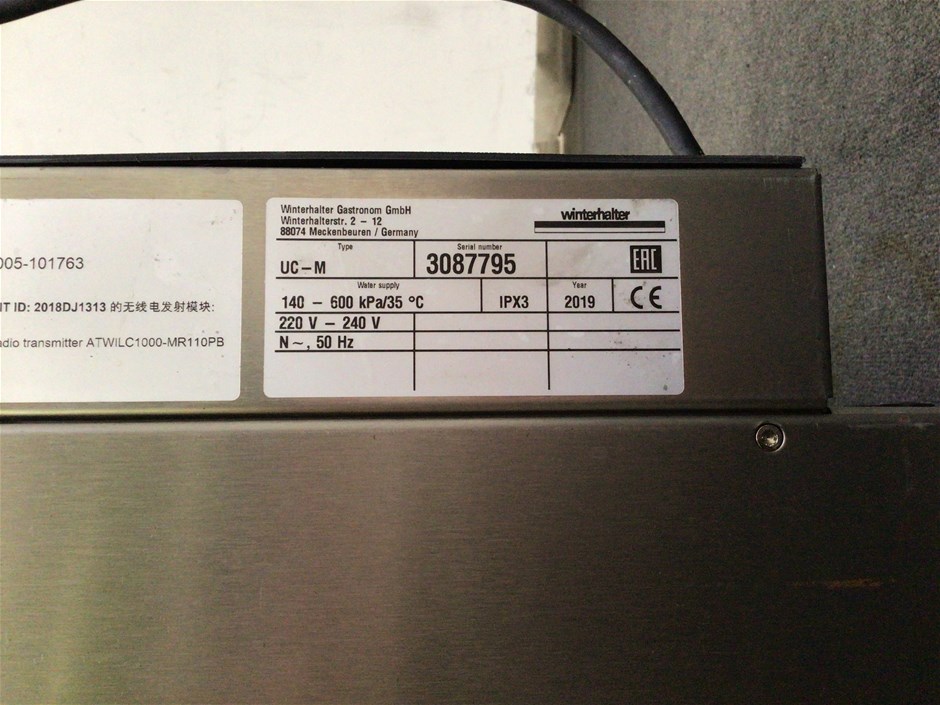 005-101763
IT ID: 2018DJ1313 的无线电发射模块:
adio transmitter ATWILC1000-MR110PB
Winterhalter Gastronom GmbH
Winterhalterstr. 2 - 12
88074 Meckenbeuren / Germany
winterhalter
Type
UC-M
Serial number
3087795
EAC
Water supply
140 - 600 kPa/35 °C
IPX3
Year
2019
CE
220 V - 240 V
N~, 50 Hz